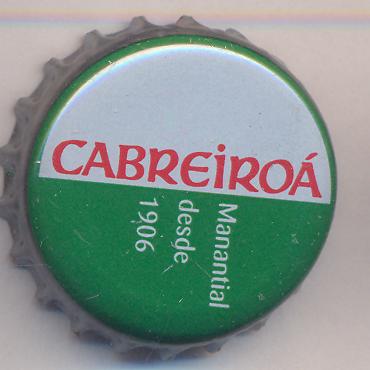 CABREIROÁ
Manantial
desde
1906